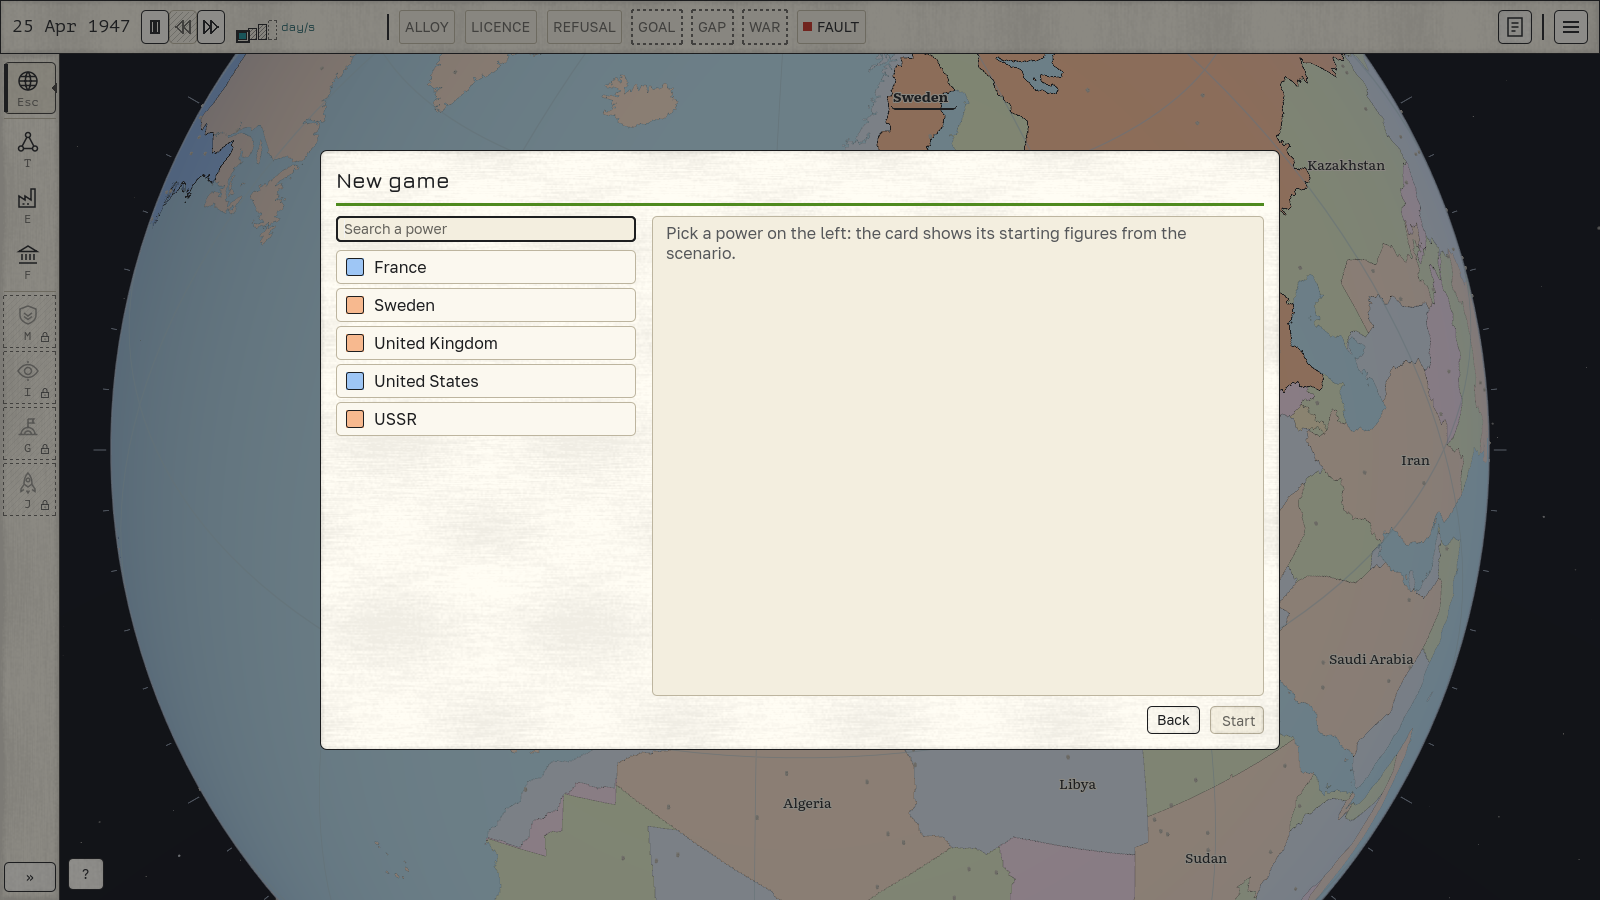 25 Apr 1947
day/s
ALLOY
LICENCE
REFUSAL
GOAL
GAP
WAR
FAULT
Esc
T
E
F
M
I
G
J
»
?
Sweden
Kazakhstan
Iran
Saudi Arabia
Algeria
Libya
Sudan
New game
Search a power
France
Sweden
United Kingdom
United States
USSR
Pick a power on the left: the card shows its starting figures from the
scenario.
Back
Start